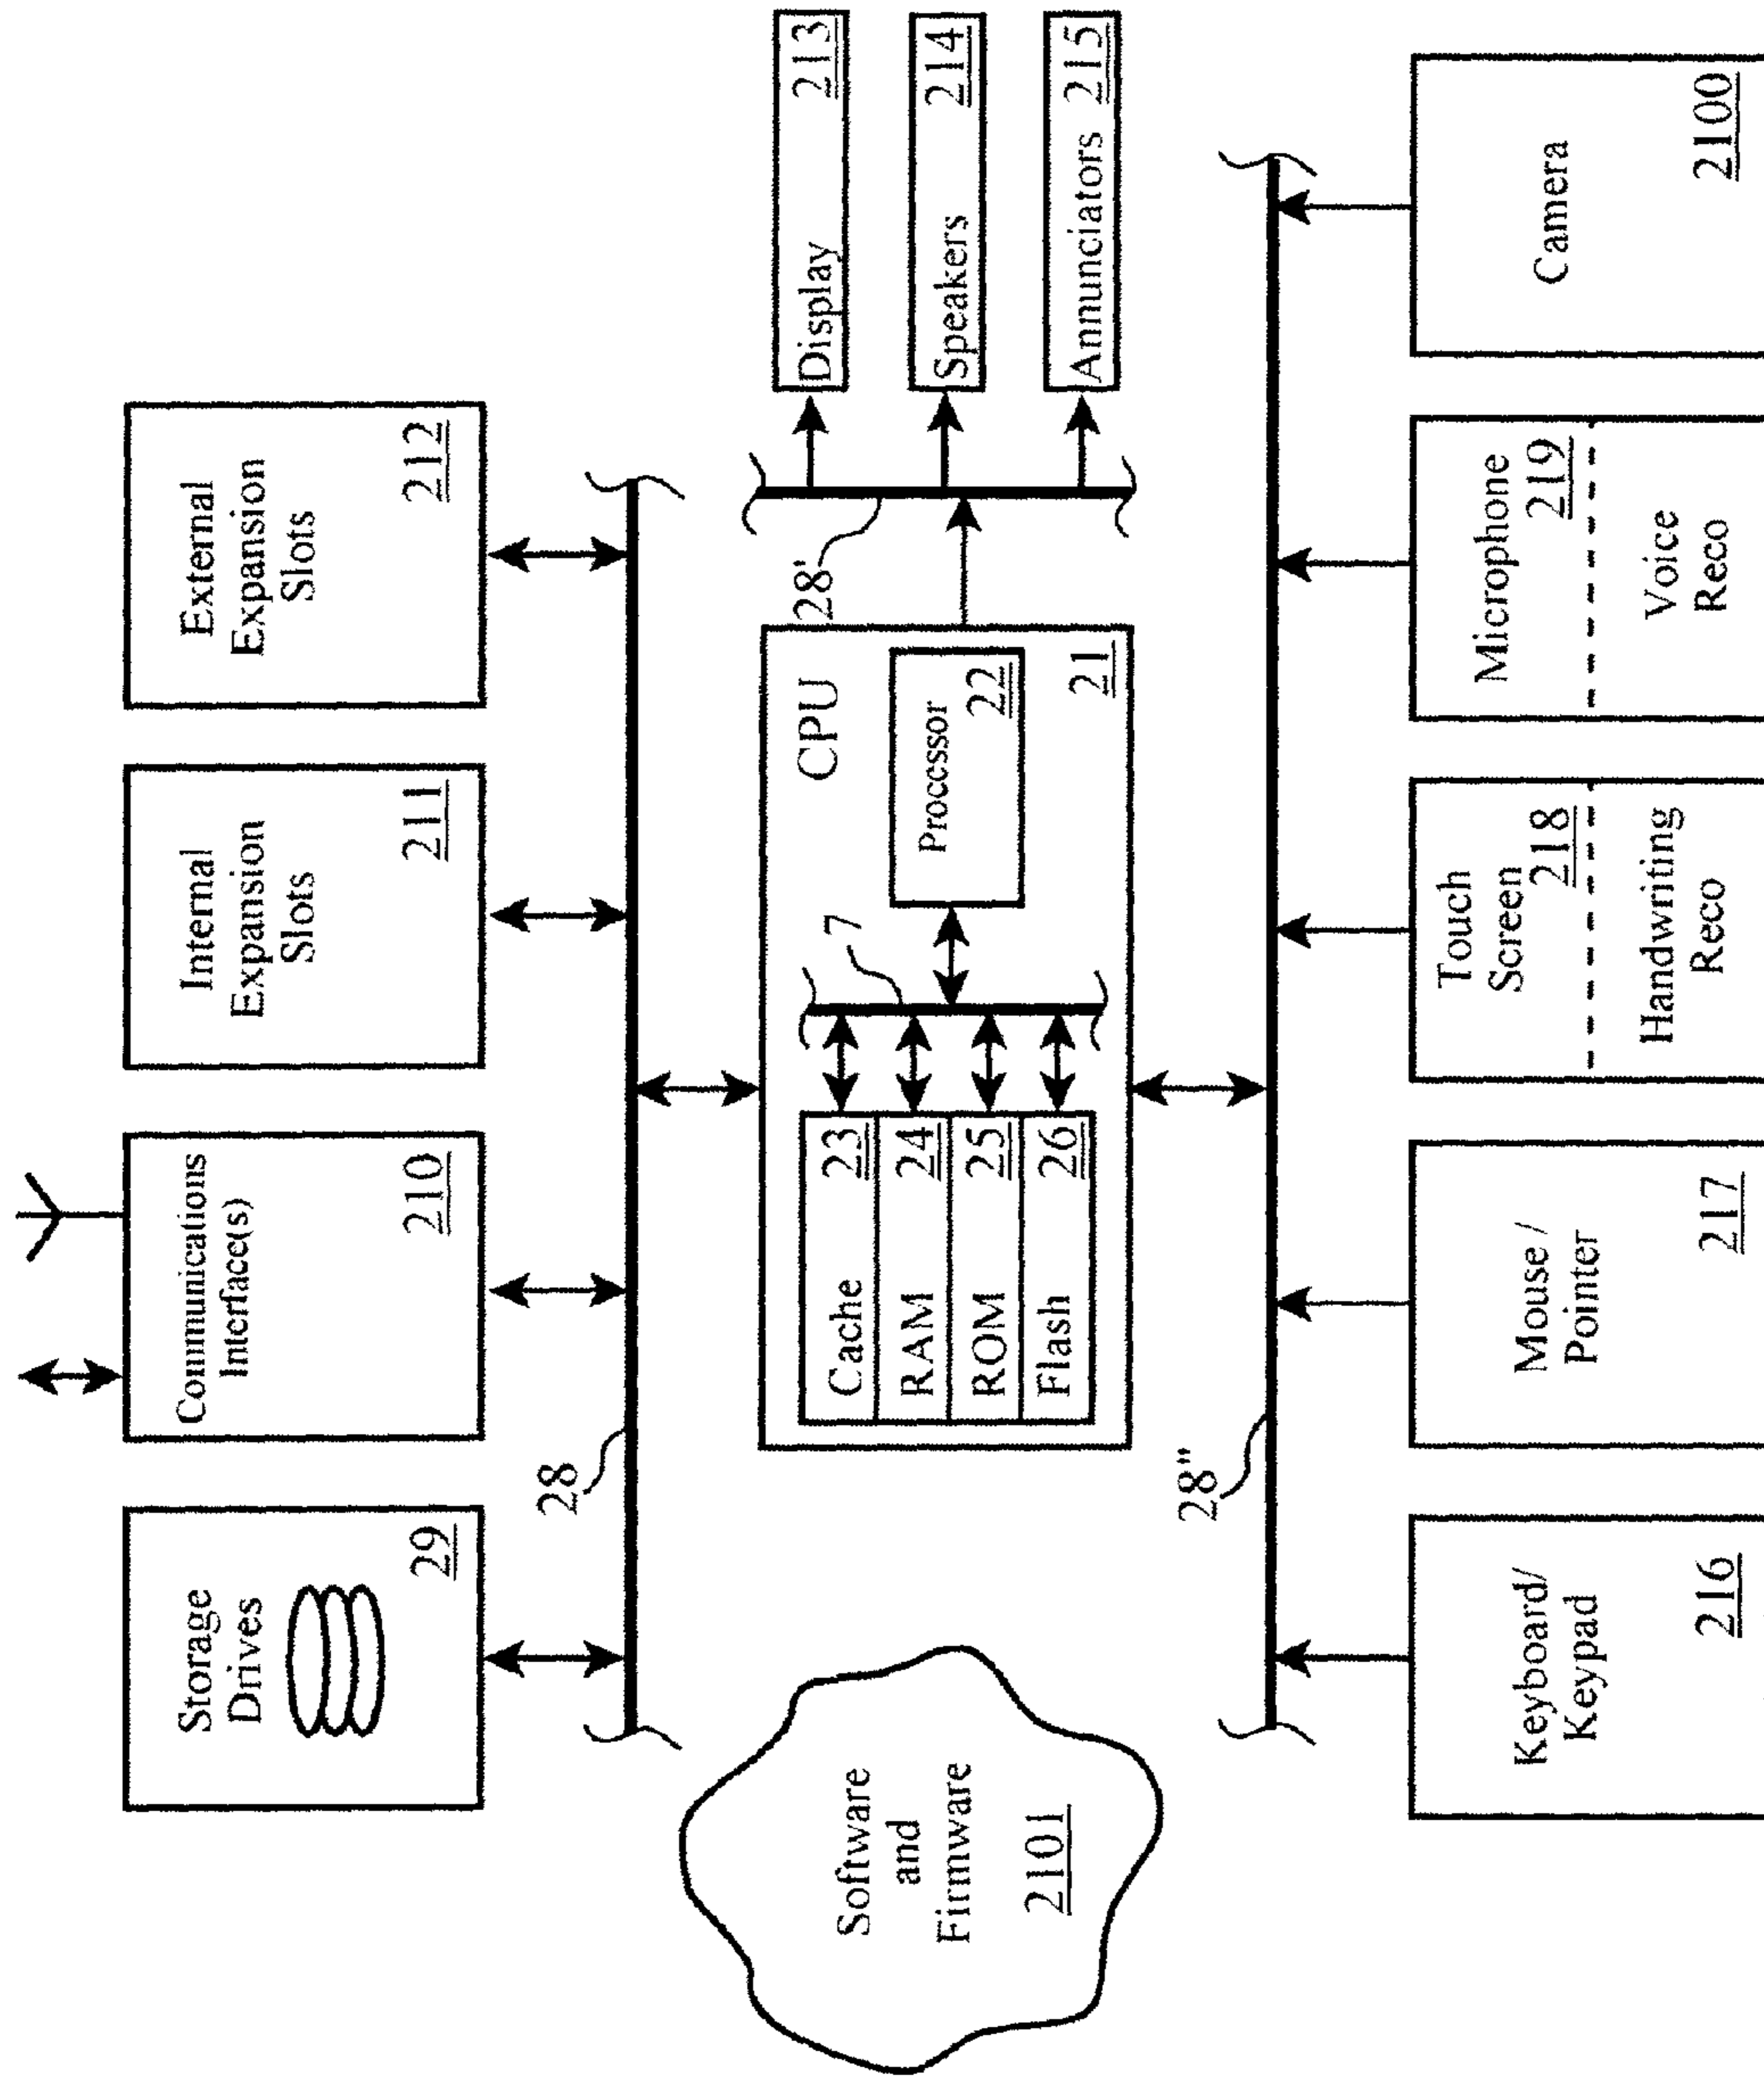 Storage
Drives
29
Communications
Interface(s)
210
Internal
Expansion
Slots
211
External
Expansion
Slots
212
28
Software
and
Firmware
2101
CPU
Cache 23
RAM 24
ROM 25
Flash 26
7
Processor
22
21
28'
Display 213
Speakers 214
Annunciators 215
28"
Keyboard/
Keypad
216
Mouse /
Pointer
217
Touch
Screen
218
Handwriting
Reco
Microphone
219
Voice
Reco
Camera
2100